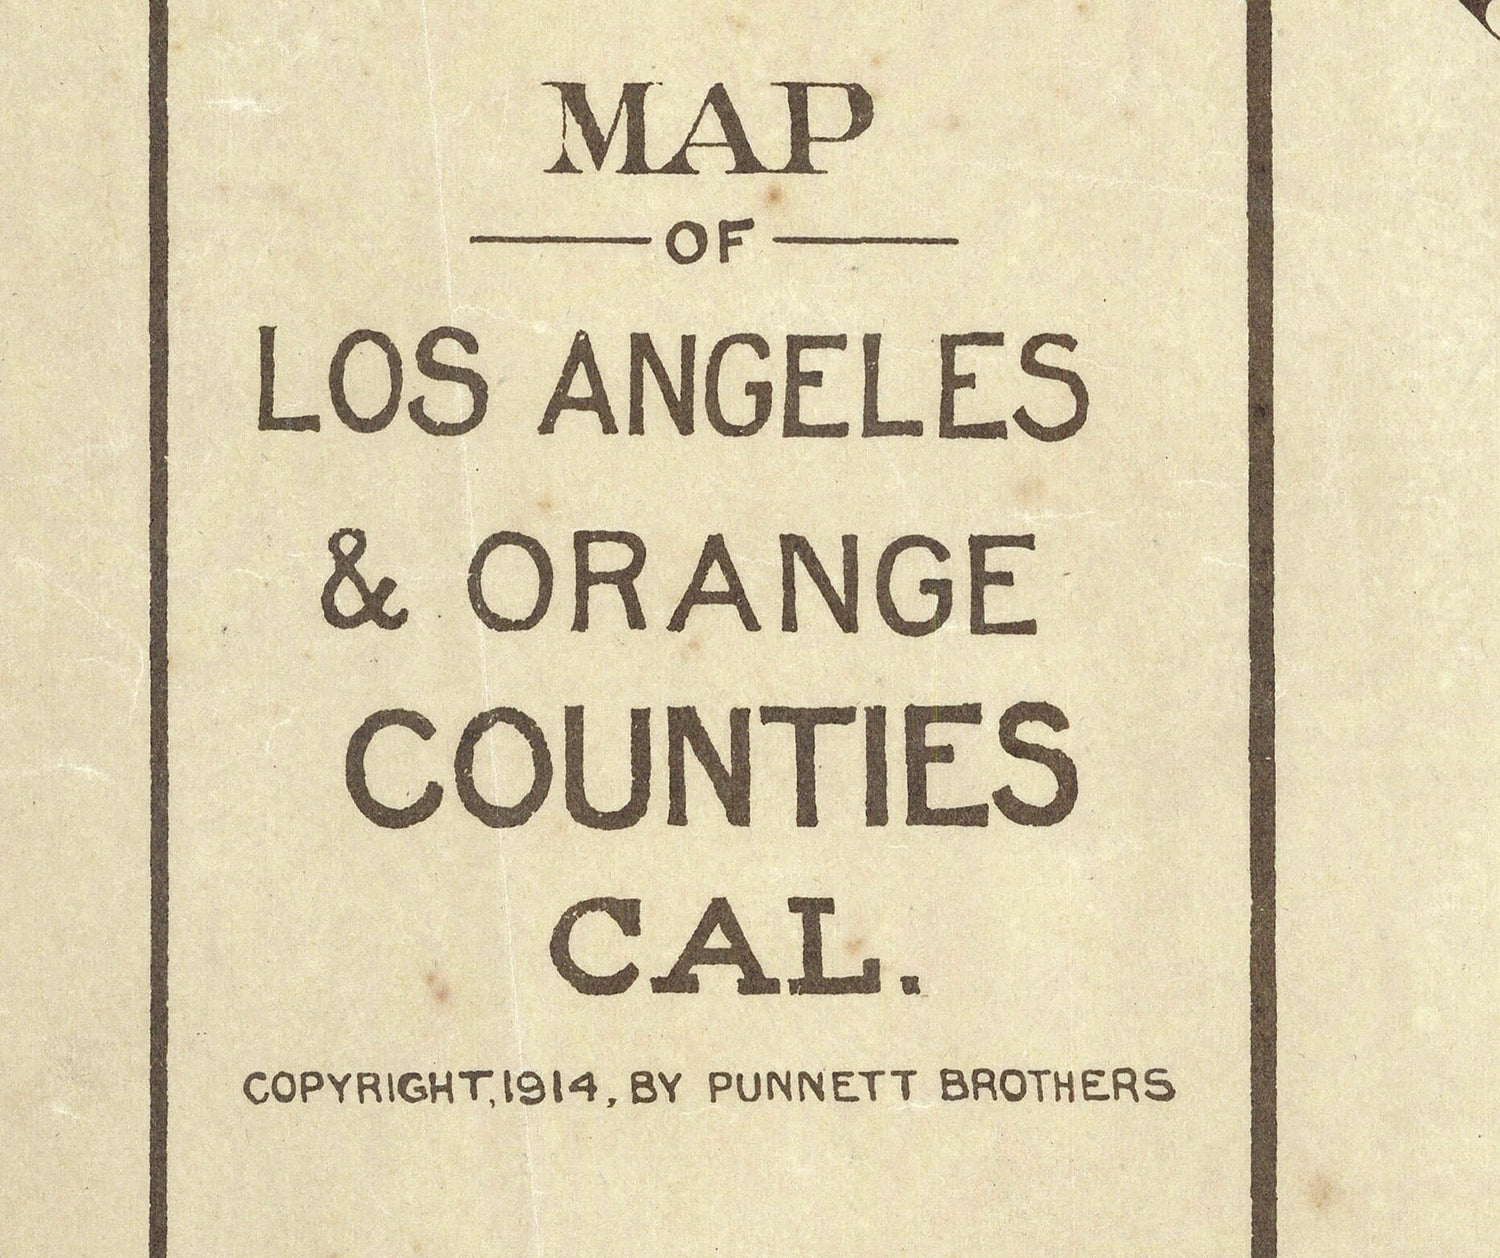 MAP
OF
LOS ANGELES
& ORANGE
COUNTIES
CAL.
COPYRIGHT, 1914, BY PUNNETT BROTHERS